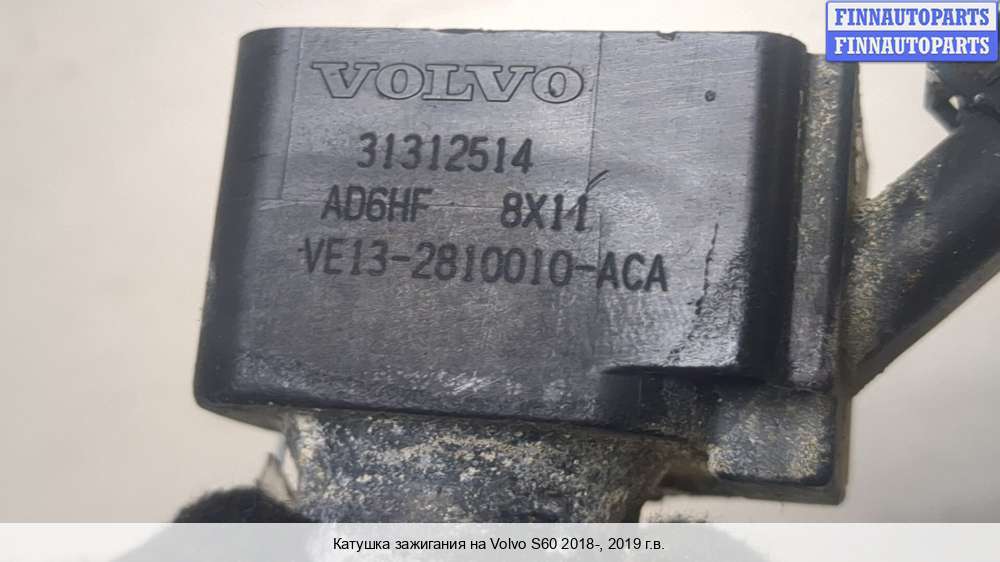 FINNAUTOPARTS
FINNAUTOPARTS
VOLVO
31312514
AD6HF 8X11
VE13-2810010-ACA
Катушка зажигания на Volvo S60 2018-, 2019 г.в.